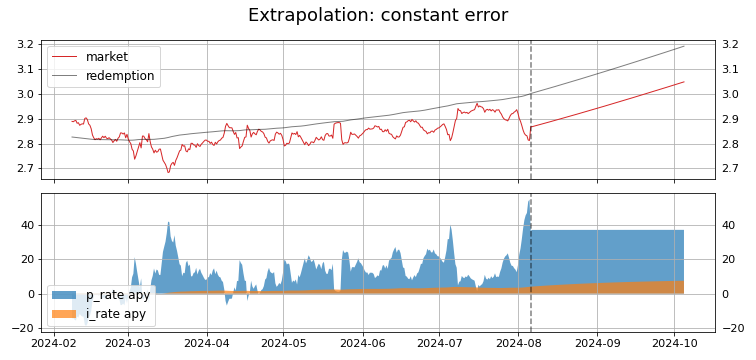 Extrapolation: constant error
3.2 3.2
market
3.1 3.1
redemption
3.0 3.0
2.9 2.9
2.8 2.8
2.7 2.7
40 40
20 20
0 0
p_rate apy
i_rate apy
−20 −20
2024-02 2024-03 2024-04 2024-05 2024-06 2024-07 2024-08 2024-09 2024-10